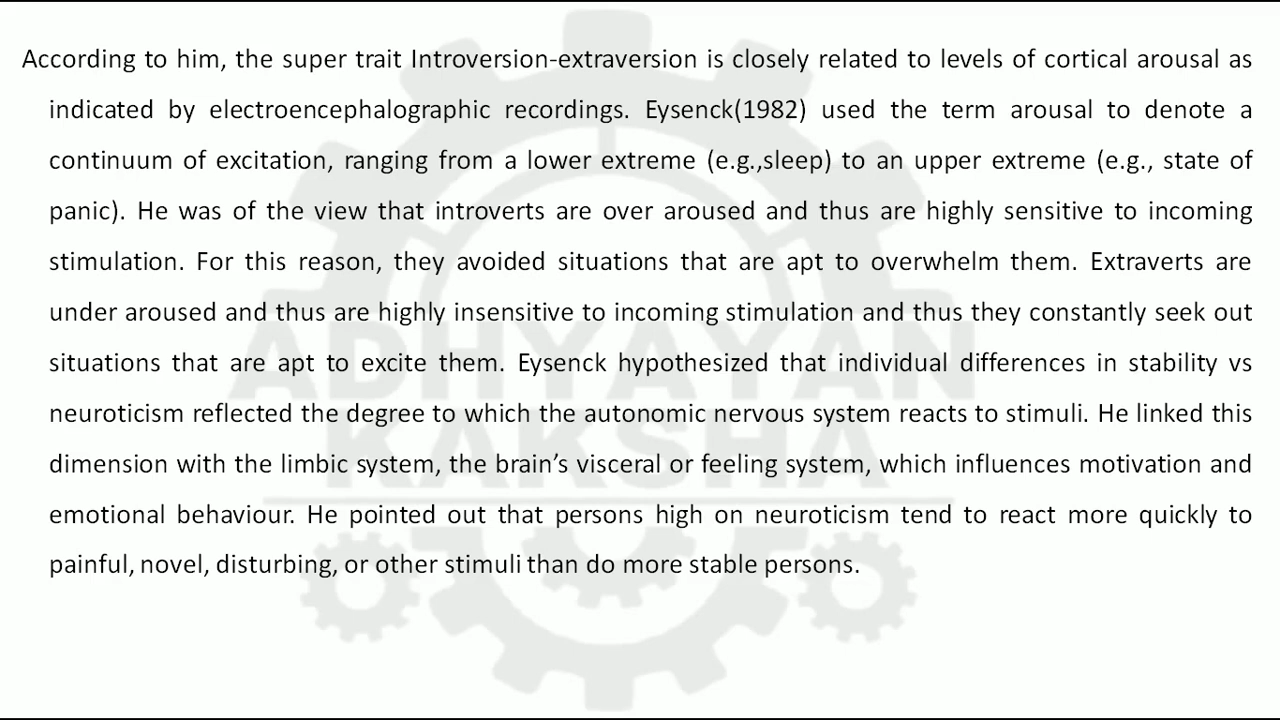 According to him, the super trait Introversion-extraversion is closely related to levels of cortical arousal as
indicated by electroencephalographic recordings. Eysenck(1982) used the term arousal to denote a
continuum of excitation, ranging from a lower extreme (e.g.,sleep) to an upper extreme (e.g., state of
panic). He was of the view that introverts are over aroused and thus are highly sensitive to incoming
stimulation. For this reason, they avoided situations that are apt to overwhelm them. Extraverts are
under aroused and thus are highly insensitive to incoming stimulation and thus they constantly seek out
situations that are apt to excite them. Eysenck hypothesized that individual differences in stability vs
neuroticism reflected the degree to which the autonomic nervous system reacts to stimuli. He linked this
dimension with the limbic system, the brain’s visceral or feeling system, which influences motivation and
emotional behaviour. He pointed out that persons high on neuroticism tend to react more quickly to
painful, novel, disturbing, or other stimuli than do more stable persons.
ADHYAYAN
KAKSHA